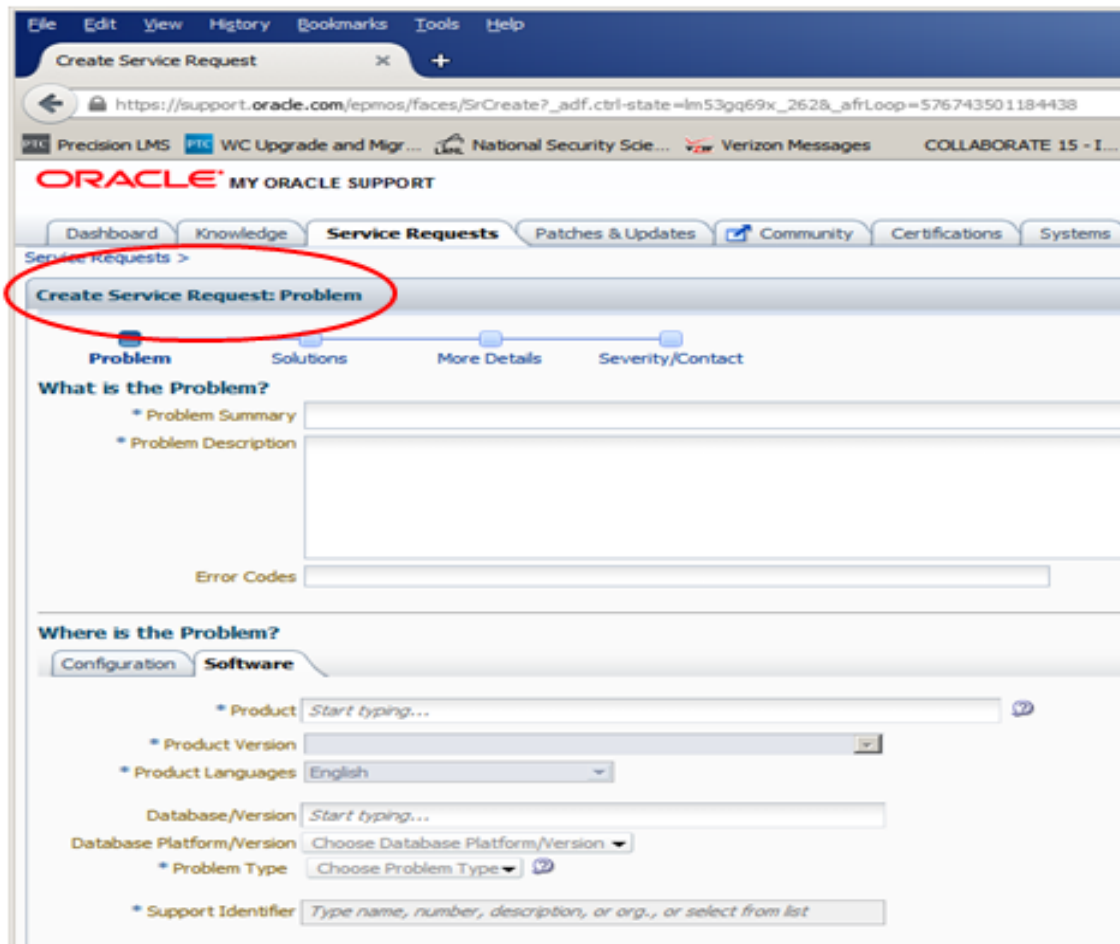 File Edit View History Bookmarks Tools Help
Create Service Request × +
https://support.oracle.com/epmos/faces/SrCreate?_adf.ctrl-state=lm53gq69x_262&_afrLoop=576743501184438
PTC Precision LMS PTC WC Upgrade and Migr... National Security Scie... Verizon Messages COLLABORATE 15 - I...
ORACLE MY ORACLE SUPPORT
Dashboard Knowledge Service Requests Patches & Updates Community Certifications Systems
Service Requests >
Create Service Request: Problem
Problem Solutions More Details Severity/Contact
What is the Problem?
* Problem Summary
* Problem Description
Error Codes
Where is the Problem?
Configuration Software
* Product Start typing...
* Product Version
* Product Languages English
Database/Version Start typing...
Database Platform/Version Choose Database Platform/Version
* Problem Type Choose Problem Type
* Support Identifier Type name, number, description, or org., or select from list